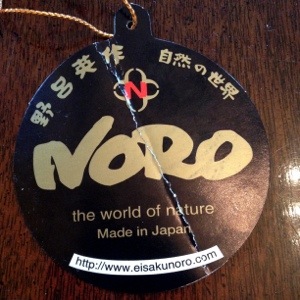 野呂英作 自然の世界
N
NORO
the world of nature
Made in Japan
http://www.eisakunoro.com